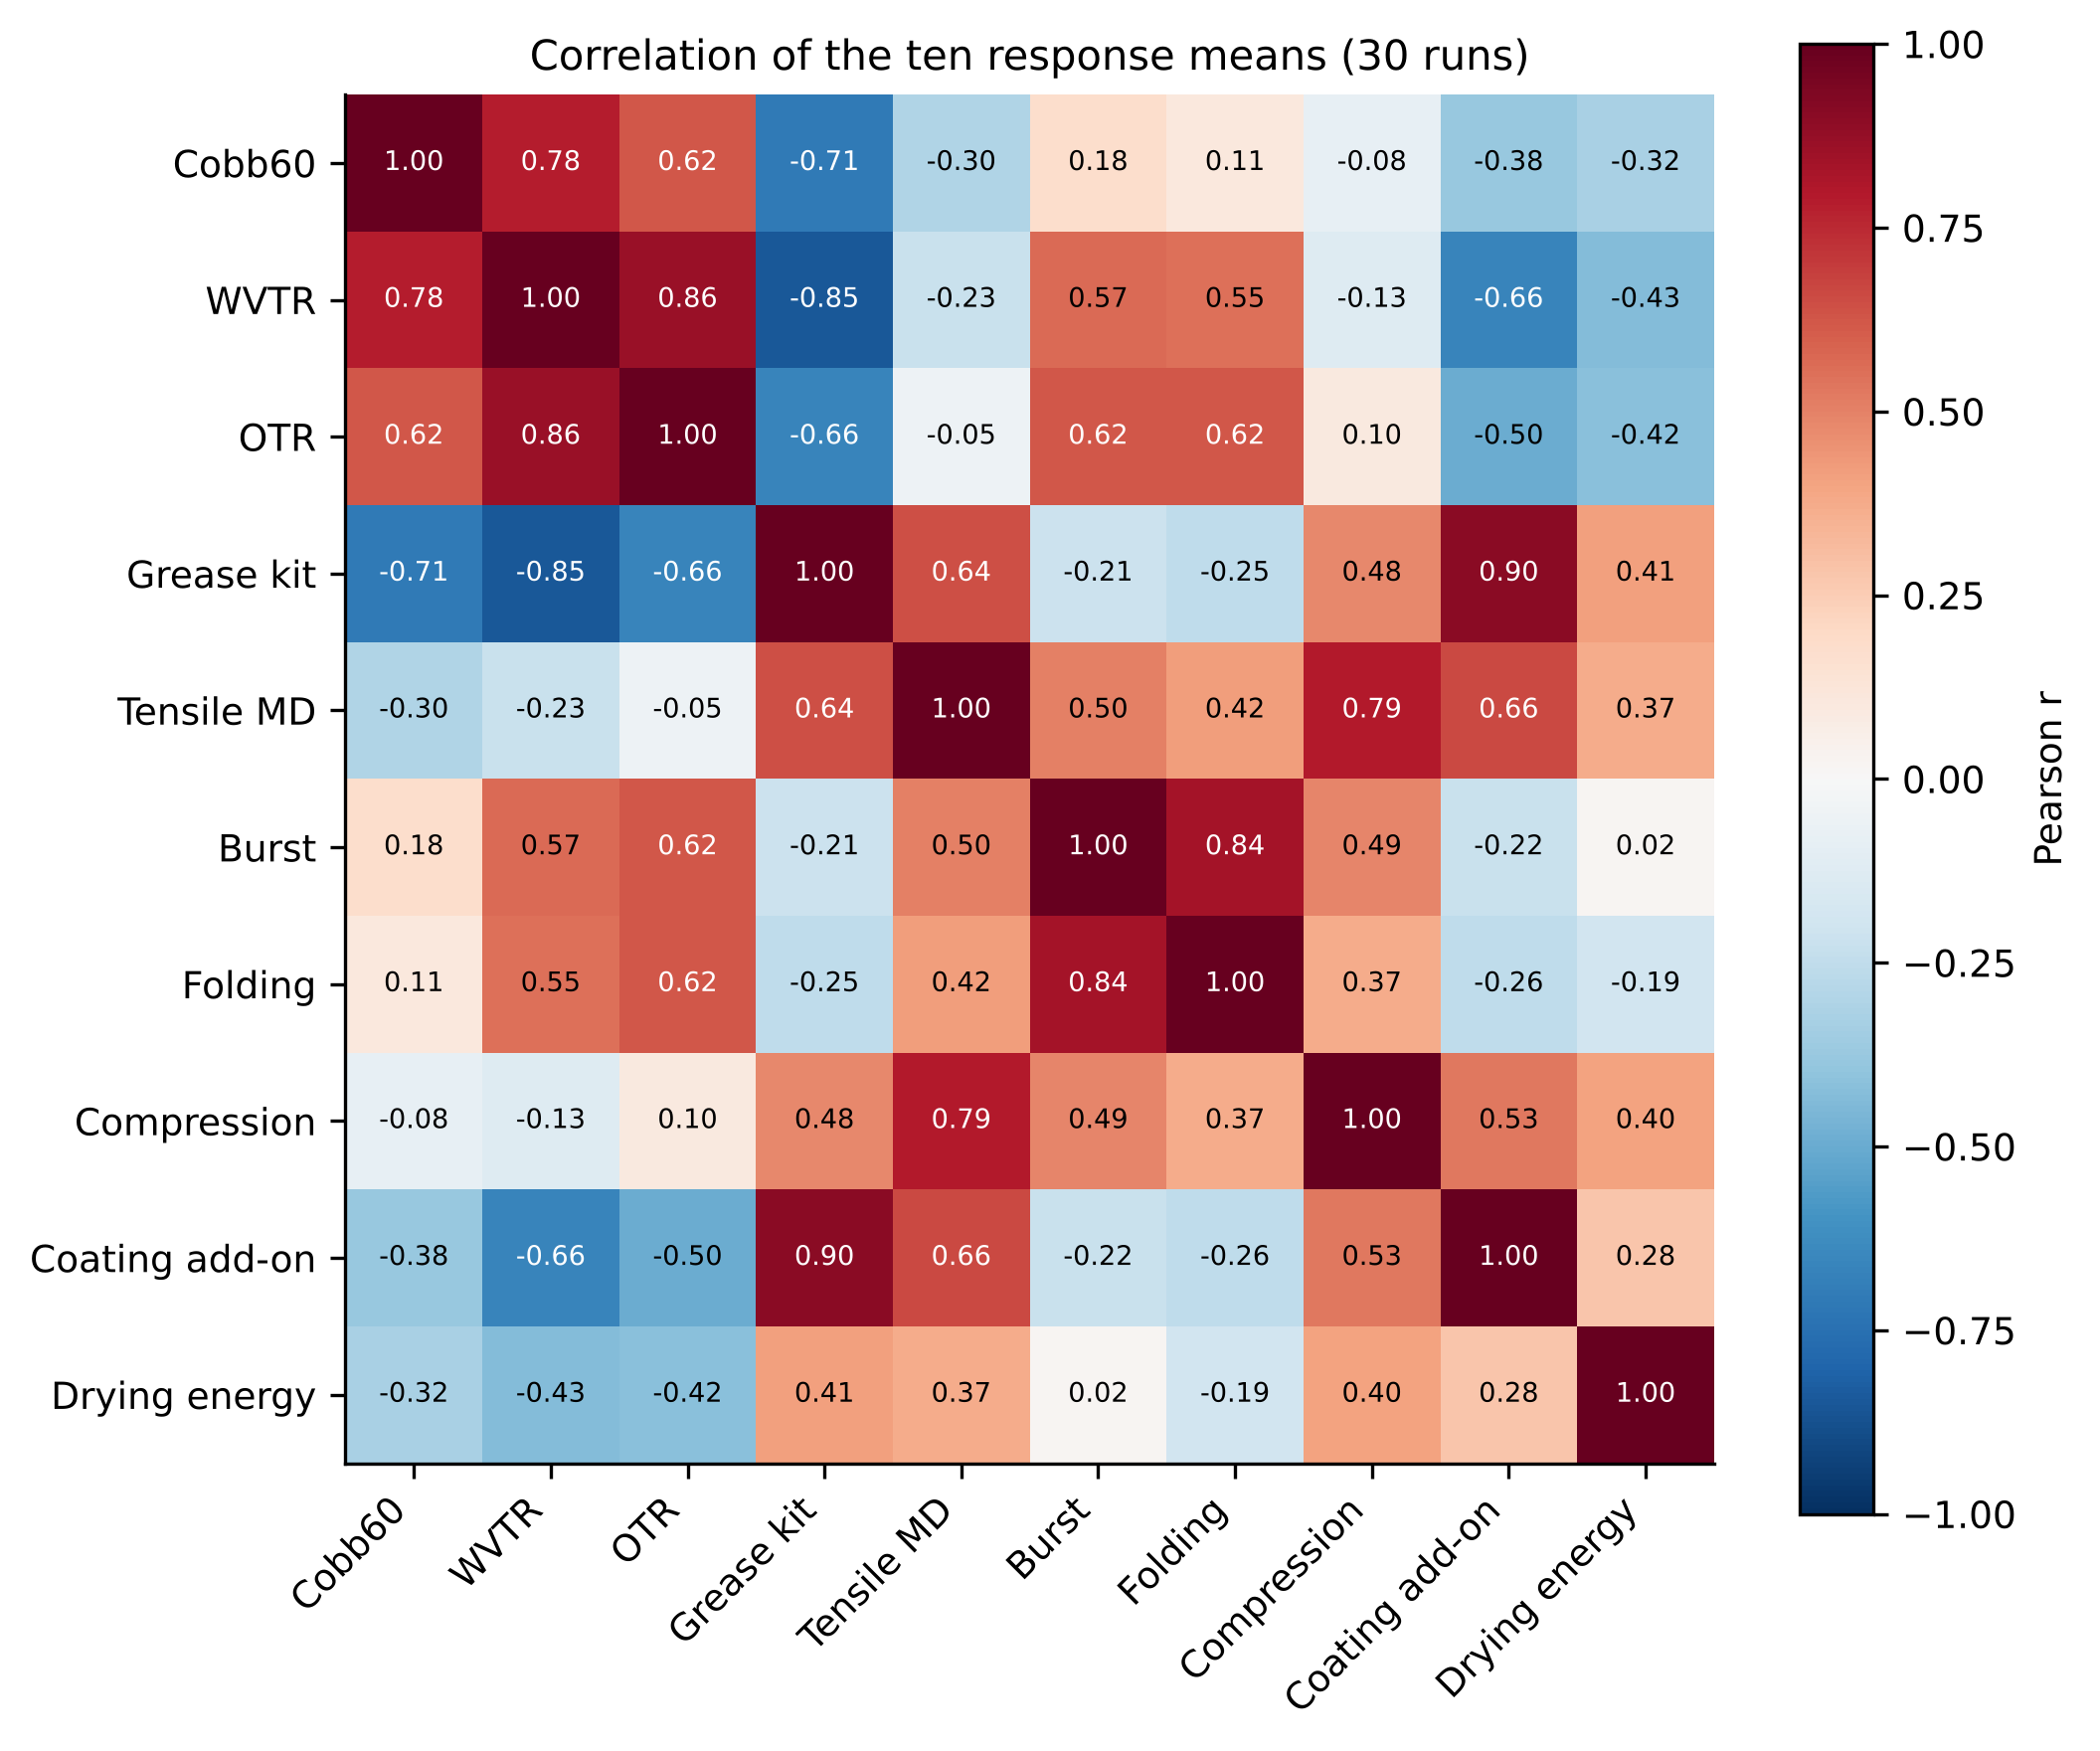 Correlation of the ten response means (30 runs)
Cobb60 1.00 0.78 0.62 -0.71 -0.30 0.18 0.11 -0.08 -0.38 -0.32
WVTR 0.78 1.00 0.86 -0.85 -0.23 0.57 0.55 -0.13 -0.66 -0.43
OTR 0.62 0.86 1.00 -0.66 -0.05 0.62 0.62 0.10 -0.50 -0.42
Grease kit -0.71 -0.85 -0.66 1.00 0.64 -0.21 -0.25 0.48 0.90 0.41
Tensile MD -0.30 -0.23 -0.05 0.64 1.00 0.50 0.42 0.79 0.66 0.37
Burst 0.18 0.57 0.62 -0.21 0.50 1.00 0.84 0.49 -0.22 0.02
Folding 0.11 0.55 0.62 -0.25 0.42 0.84 1.00 0.37 -0.26 -0.19
Compression -0.08 -0.13 0.10 0.48 0.79 0.49 0.37 1.00 0.53 0.40
Coating add-on -0.38 -0.66 -0.50 0.90 0.66 -0.22 -0.26 0.53 1.00 0.28
Drying energy -0.32 -0.43 -0.42 0.41 0.37 0.02 -0.19 0.40 0.28 1.00
Cobb60 WVTR OTR Grease kit Tensile MD Burst Folding Compression Coating add-on Drying energy
1.00
0.75
0.50
0.25
0.00
−0.25
−0.50
−0.75
−1.00
Pearson r